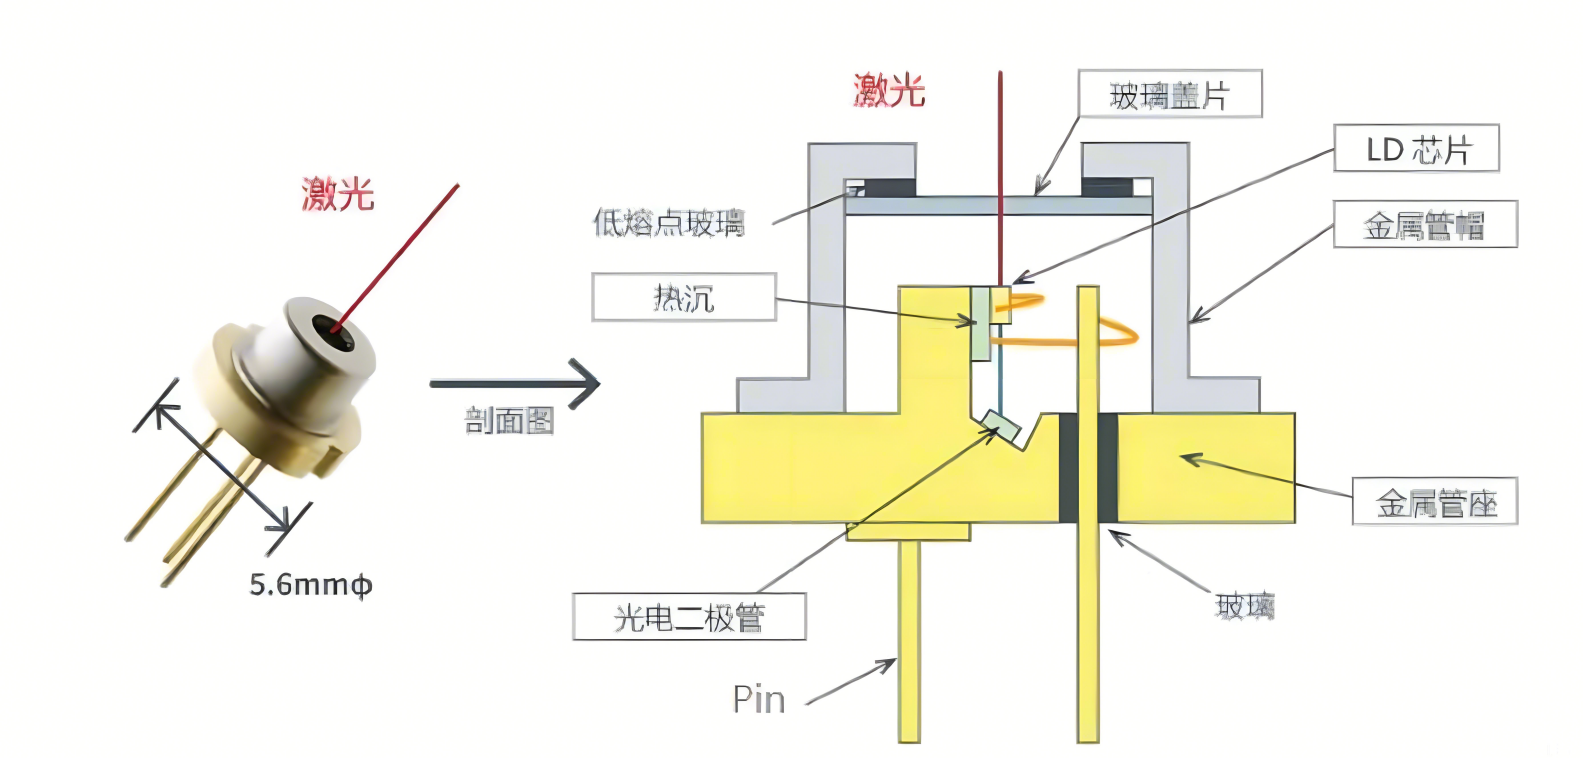 激光
5.6mmφ
剖面图
激光
玻璃盖片
LD 芯片
低熔点玻璃
金属管帽
热沉
金属管座
光电二极管
玻璃
Pin